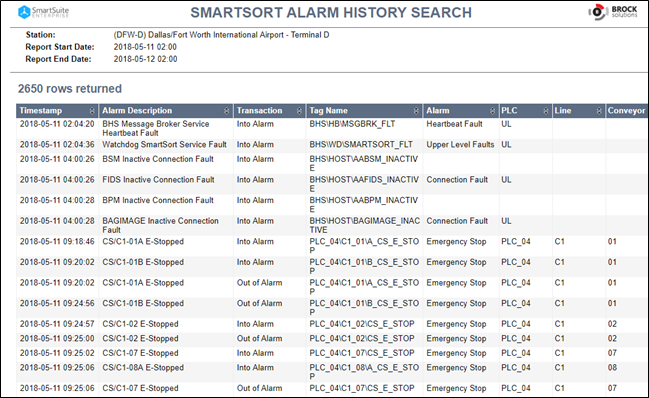 SmartSuite
ENTERPRISE
SMARTSORT ALARM HISTORY SEARCH
BROCK
solutions
Station: (DFW-D) Dallas/Fort Worth International Airport - Terminal D
Report Start Date: 2018-05-11 02:00
Report End Date: 2018-05-12 02:00
2650 rows returned
Timestamp Alarm Description Transaction Tag Name Alarm PLC Line Conveyor
2018-05-11 02:04:20 BHS Message Broker Service Into Alarm BHS\HB\MSGBRK_FLT Heartbeat Fault UL
Heartbeat Fault
2018-05-11 02:04:36 Watchdog SmartSort Service Fault Into Alarm BHS\WD\SMARTSORT_FLT Upper Level Faults UL
2018-05-11 04:00:26 BSM Inactive Connection Fault Into Alarm BHS\HOST\AABSM_INACTIV
E
2018-05-11 04:00:26 FIDS Inactive Connection Fault Into Alarm BHS\HOST\AAFIDS_INACTIV Connection Fault UL
E
2018-05-11 04:00:28 BPM Inactive Connection Fault Into Alarm BHS\HOST\AABPM_INACTIV
E
2018-05-11 04:00:28 BAGIMAGE Inactive Connection Into Alarm BHS\HOST\BAGIMAGE_INAC Connection Fault UL
Fault TIVE
2018-05-11 09:18:46 CS/C1-01A E-Stopped Into Alarm PLC_04\C1_01\A_CS_E_STO Emergency Stop PLC_04 C1 01
P
2018-05-11 09:20:02 CS/C1-01B E-Stopped Into Alarm PLC_04\C1_01\B_CS_E_STO Emergency Stop PLC_04 C1 01
P
2018-05-11 09:20:02 CS/C1-01A E-Stopped Out of Alarm PLC_04\C1_01\A_CS_E_STO Emergency Stop PLC_04 C1 01
P
2018-05-11 09:24:56 CS/C1-01B E-Stopped Out of Alarm PLC_04\C1_01\B_CS_E_STO Emergency Stop PLC_04 C1 01
P
2018-05-11 09:24:57 CS/C1-02 E-Stopped Into Alarm PLC_04\C1_02\CS_E_STOP Emergency Stop PLC_04 C1 02
2018-05-11 09:25:00 CS/C1-02 E-Stopped Out of Alarm PLC_04\C1_02\CS_E_STOP Emergency Stop PLC_04 C1 02
2018-05-11 09:25:02 CS/C1-07 E-Stopped Into Alarm PLC_04\C1_07\CS_E_STOP Emergency Stop PLC_04 C1 07
2018-05-11 09:25:06 CS/C1-08A E-Stopped Into Alarm PLC_04\C1_08\A_CS_E_STO Emergency Stop PLC_04 C1 08
P
2018-05-11 09:25:06 CS/C1-07 E-Stopped Out of Alarm PLC_04\C1_07\CS_E_STOP Emergency Stop PLC_04 C1 07